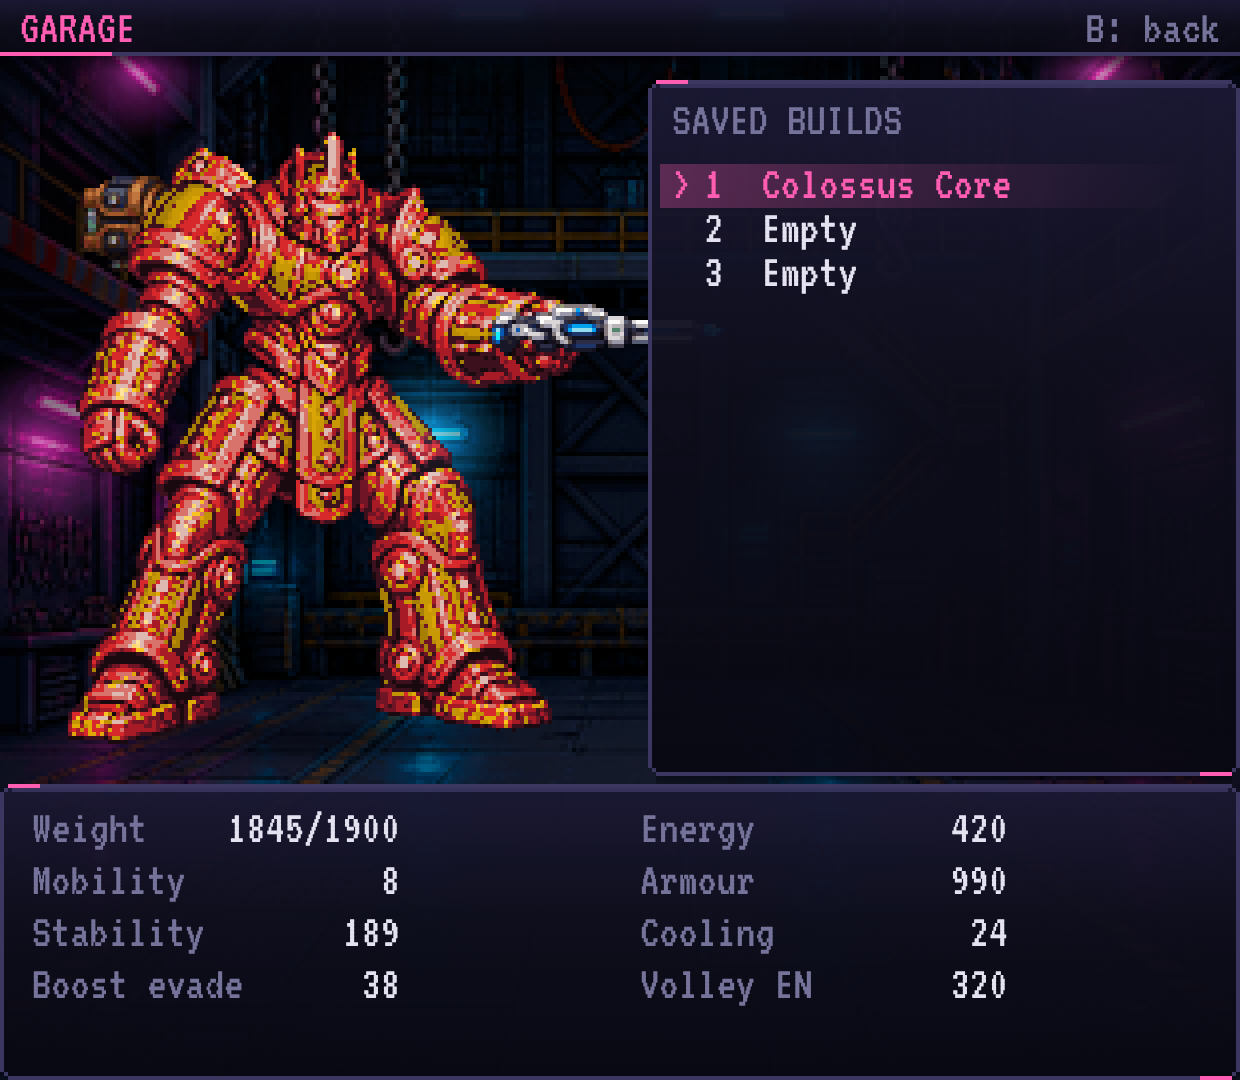 GARAGE
B: back
SAVED BUILDS
> 1 Colossus Core
2 Empty
3 Empty
Weight 1845/1900
Energy 420
Mobility 8
Armour 990
Stability 189
Cooling 24
Boost evade 38
Volley EN 320